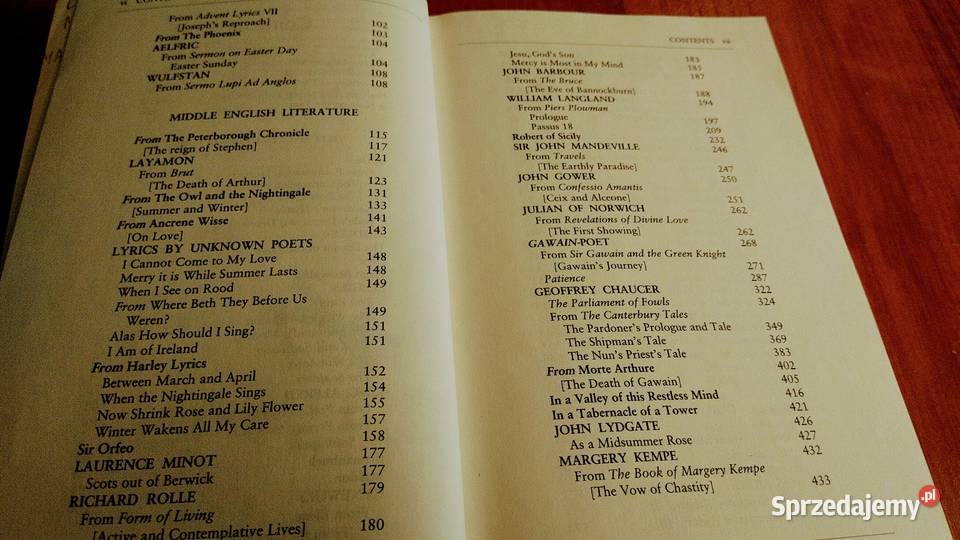 From Advent Lyrics VII 102
[Joseph's Reproach] 103
From The Phoenix 104
AELFRIC
From Sermon on Easter Day 104
Easter Sunday 108
WULFSTAN 108
From Sermo Lupi Ad Anglos
MIDDLE ENGLISH LITERATURE
From The Peterborough Chronicle 115
[The reign of Stephen] 117
LAYAMON 121
From Brut
[The Death of Arthur] 123
From The Owl and the Nightingale 131
[Summer and Winter] 133
From Ancrene Wisse 141
[On Love] 143
LYRICS BY UNKNOWN POETS
I Cannot Come to My Love 148
Merry it is While Summer Lasts 148
When I See on Rood 149
From Where Beth They Before Us
Weren? 149
Alas How Should I Sing? 151
I Am of Ireland 151
From Harley Lyrics
Between March and April 152
When the Nightingale Sings 154
Now Shrink Rose and Lily Flower 155
Winter Wakens All My Care 157
Sir Orfeo 158
LAURENCE MINOT 177
Scots out of Berwick 177
RICHARD ROLLE 179
From Form of Living
[Active and Contemplative Lives] 180
CONTENTS vii
Jesu, God's Son 183
Mercy is Most in My Mind 185
JOHN BARBOUR 187
From The Bruce
[The Eve of Bannockburn] 188
WILLIAM LANGLAND 194
From Piers Plowman
Prologue 197
Passus 18 209
Robert of Sicily 232
SIR JOHN MANDEVILLE 246
From Travels
[The Earthly Paradise] 247
JOHN GOWER 250
From Confessio Amantis
[Ceix and Alceone] 251
JULIAN OF NORWICH 262
From Revelations of Divine Love
[The First Showing] 262
GAWAIN-POET 268
From Sir Gawain and the Green Knight
[Gawain's Journey] 271
Patience 287
GEOFFREY CHAUCER 322
The Parliament of Fowls 324
From The Canterbury Tales
The Pardoner's Prologue and Tale 349
The Shipman's Tale 369
The Nun's Priest's Tale 383
From Morte Arthure 402
[The Death of Gawain] 405
In a Valley of this Restless Mind 416
In a Tabernacle of a Tower 421
JOHN LYDGATE 426
As a Midsummer Rose 427
MARGERY KEMPE 432
From The Book of Margery Kempe
[The Vow of Chastity] 433
Sprzedajemy.pl